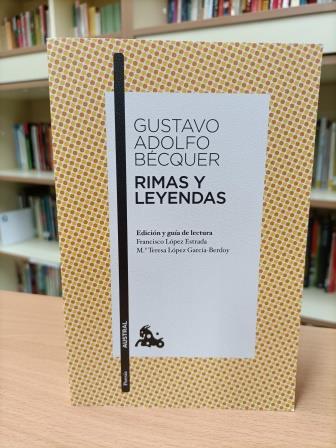 GUSTAVO
ADOLFO
BÉCQUER
RIMAS Y
LEYENDAS
Edición y guía de lectura
Francisco López Estrada
M.ª Teresa López García-Berdoy
AUSTRAL